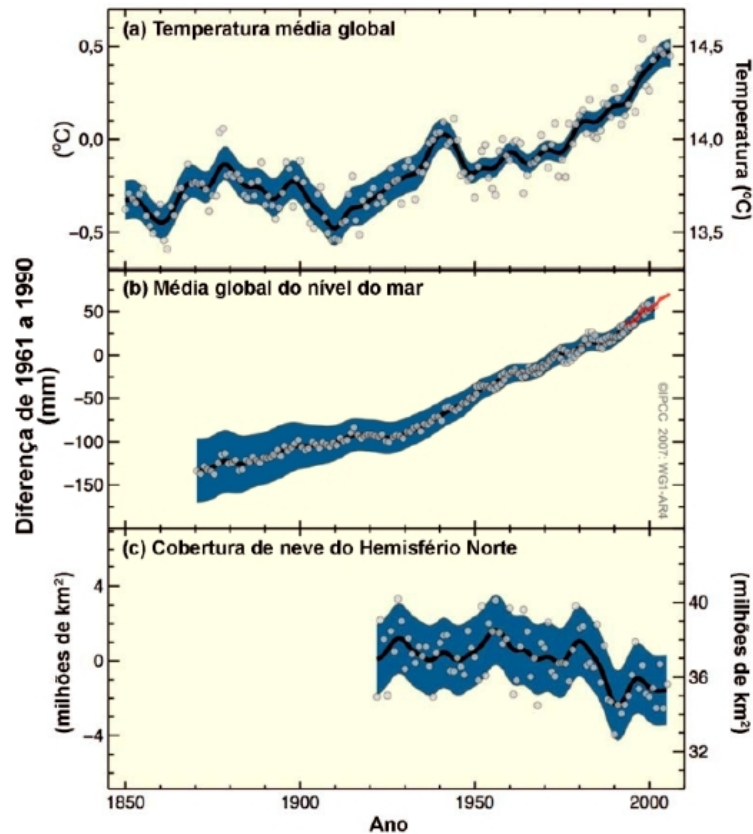 (a) Temperatura média global
0,5
0,0
−0,5
(ºC)
14,5
14,0
13,5
Temperatura (ºC)
Diferença de 1961 a 1990
(b) Média global do nível do mar
50
0
−50
−100
−150
(mm)
©IPCC 2007: WG1-AR4
(c) Cobertura de neve do Hemisfério Norte
4
0
−4
(milhões de km²)
40
36
32
(milhões de km²)
1850
1900
1950
2000
Ano